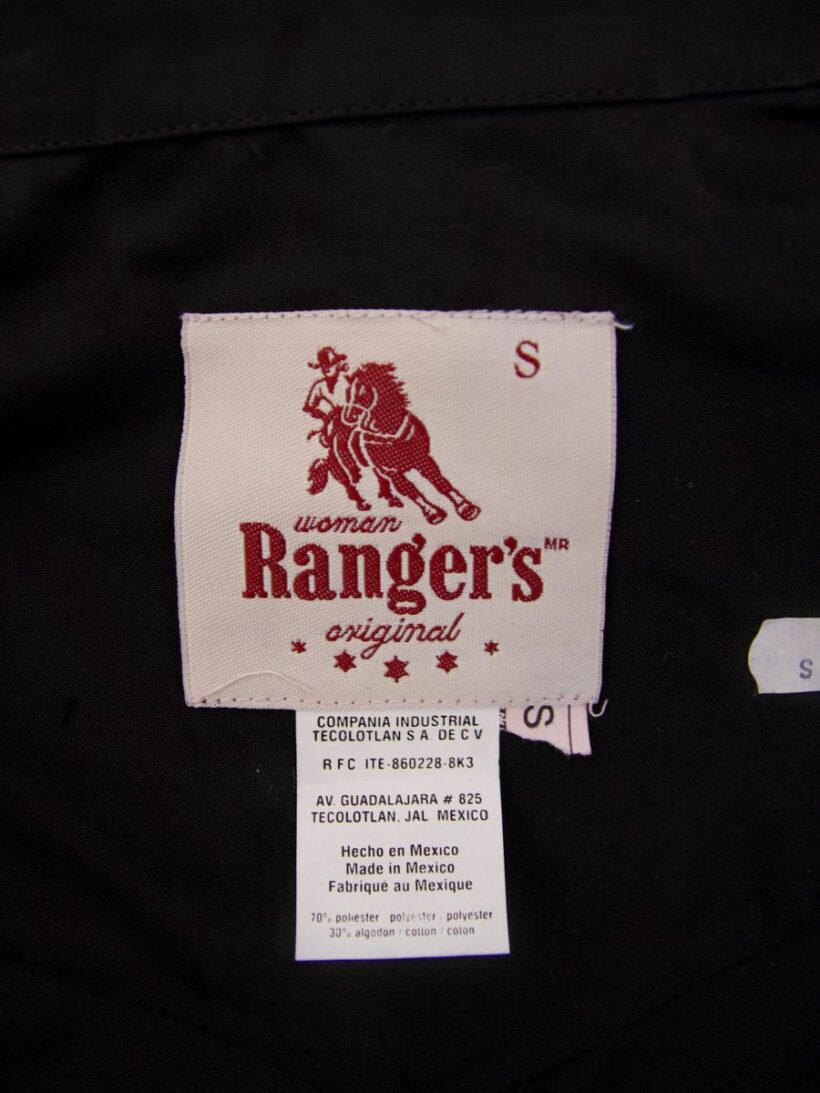 S
woman
Ranger's MR
original
S
S
COMPANIA INDUSTRIAL
TECOLOTLAN S A. DE C V
R F C ITE-860228-8K3
AV. GUADALAJARA # 825
TECOLOTLAN, JAL MEXICO
Hecho en Mexico
Made in Mexico
Fabriqué au Mexique
70% poliester polyester polyester
30% algodon / cotton / coton